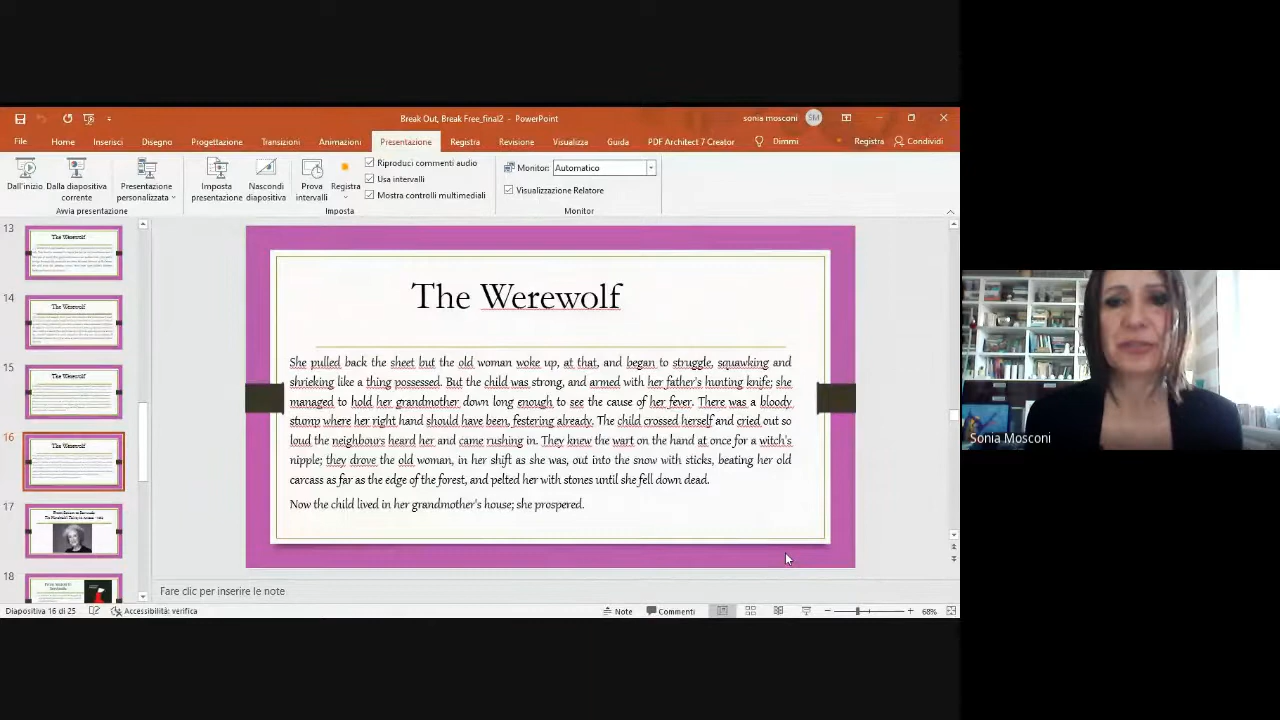 Break Out, Break Free_final2 - PowerPoint
sonia mosconi
SM
File Home Inserisci Disegno Progettazione Transizioni Animazioni Presentazione Registra Revisione Visualizza Guida PDF Architect 7 Creator Dimmi Registra Condividi
Dall'inizio
Dalla diapositiva corrente
Presentazione personalizzata
Avvia presentazione
Imposta presentazione
Nascondi diapositiva
Prova intervalli
Registra
Riproduci commenti audio
Usa intervalli
Mostra controlli multimediali
Imposta
Monitor: Automatico
Visualizzazione Relatore
Monitor
13
The Werewolf
14
The Werewolf
15
The Werewolf
16
The Werewolf
17
18
The Werewolf
She pulled back the sheet but the old woman woke up, at that, and began to struggle, squawking and
shrieking like a thing possessed. But the child was strong, and armed with her father's hunting knife; she
managed to hold her grandmother down long enough to see the cause of her fever. There was a bloody
stump where her right hand should have been, festering already. The child crossed herself and cried out so
loud the neighbours heard her and came rushing in. They knew the wart on the hand at once for a witch's
nipple; they drove the old woman, in her shift as she was, out into the snow with sticks, beating her old
carcass as far as the edge of the forest, and pelted her with stones until she fell down dead.
Now the child lived in her grandmother's house; she prospered.
Fare clic per inserire le note
Diapositiva 16 di 25
Accessibilità: verifica
Note
Commenti
68%
Sonia Mosconi